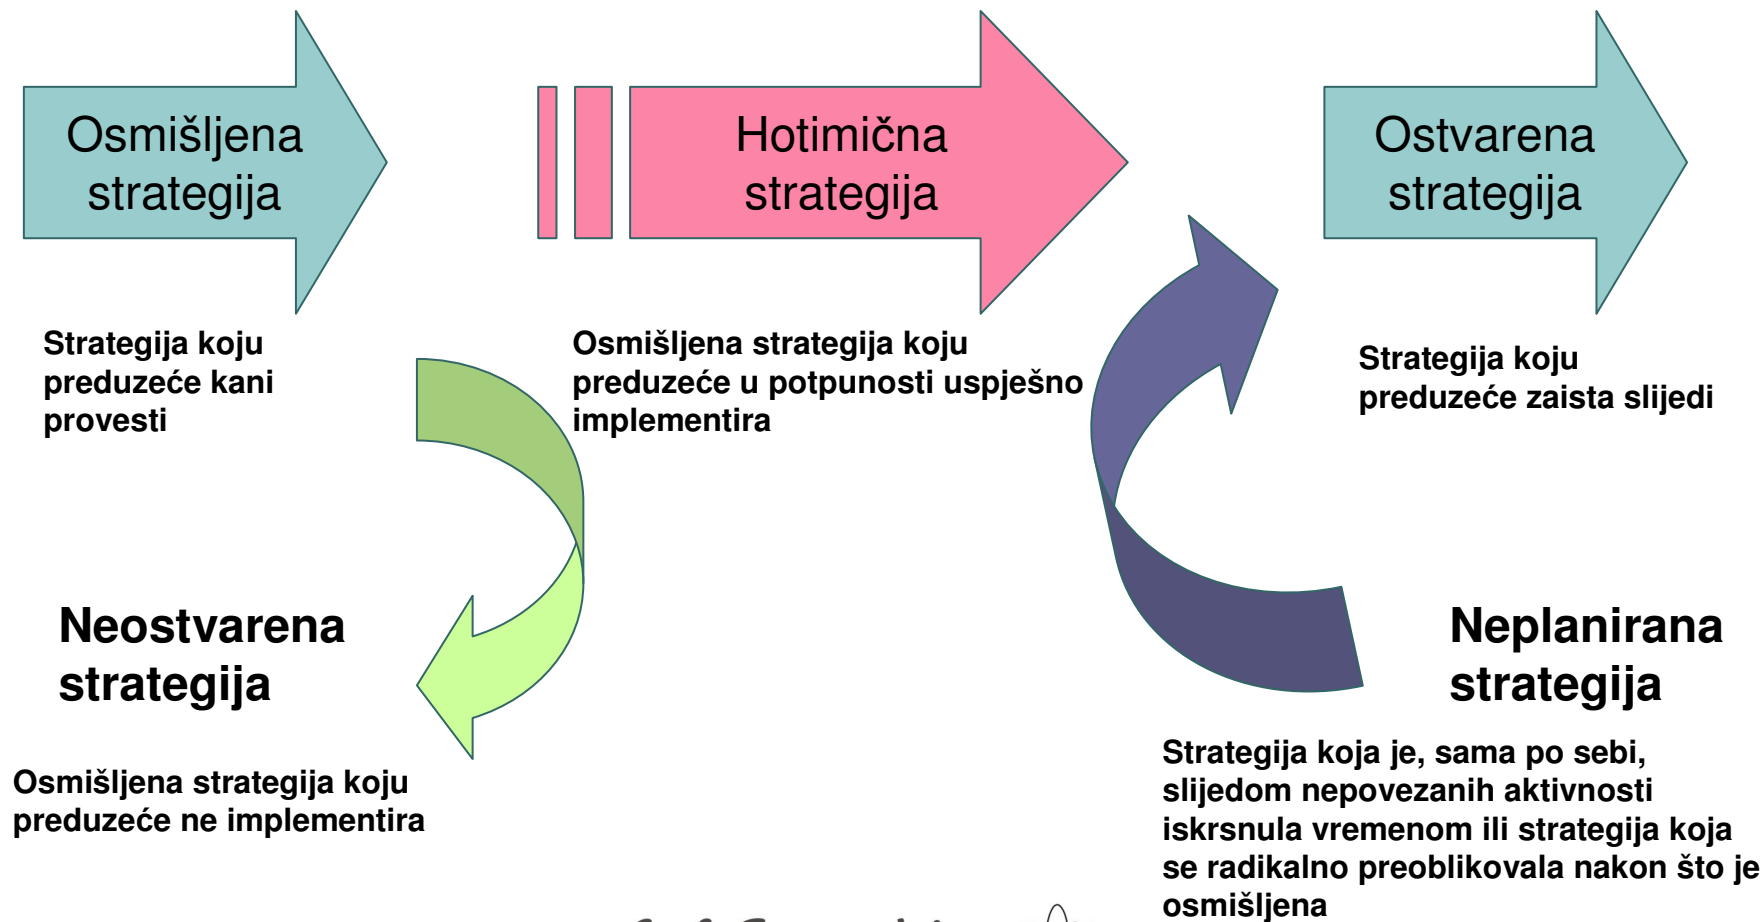 Osmišljena
strategija
Hotimična
strategija
Ostvarena
strategija
Strategija koju
preduzeće kani
provesti
Osmišljena strategija koju
preduzeće u potpunosti uspješno
implementira
Strategija koju
preduzeće zaista slijedi
Neostvarena
strategija
Osmišljena strategija koju
preduzeće ne implementira
Neplanirana
strategija
Strategija koja je, sama po sebi,
slijedom nepovezanih aktivnosti
iskrsnula vremenom ili strategija koja
se radikalno preoblikovala nakon što je
osmišljena